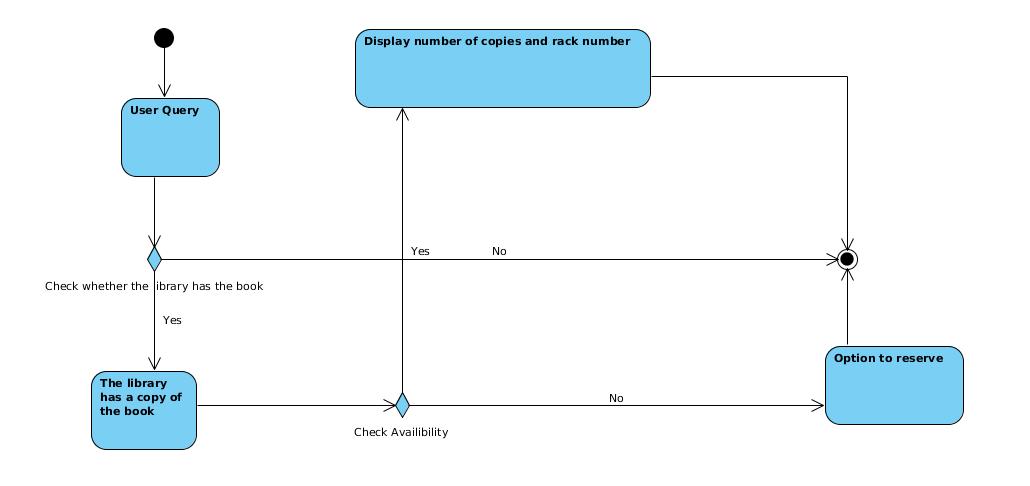 Display number of copies and rack number
User Query
Yes
No
Check whether the library has the book
Yes
The library
has a copy of
the book
Option to reserve
No
Check Availibility